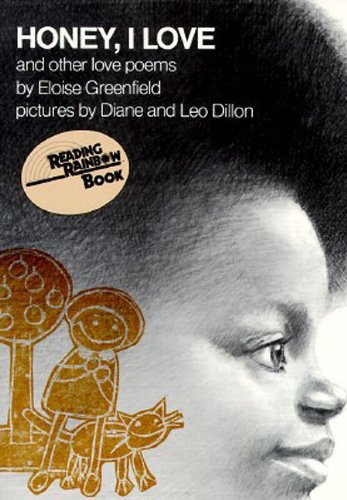 HONEY, I LOVE
and other love poems
by Eloise Greenfield
pictures by Diane and Leo Dillon
READING
RAINBOW
BOOK